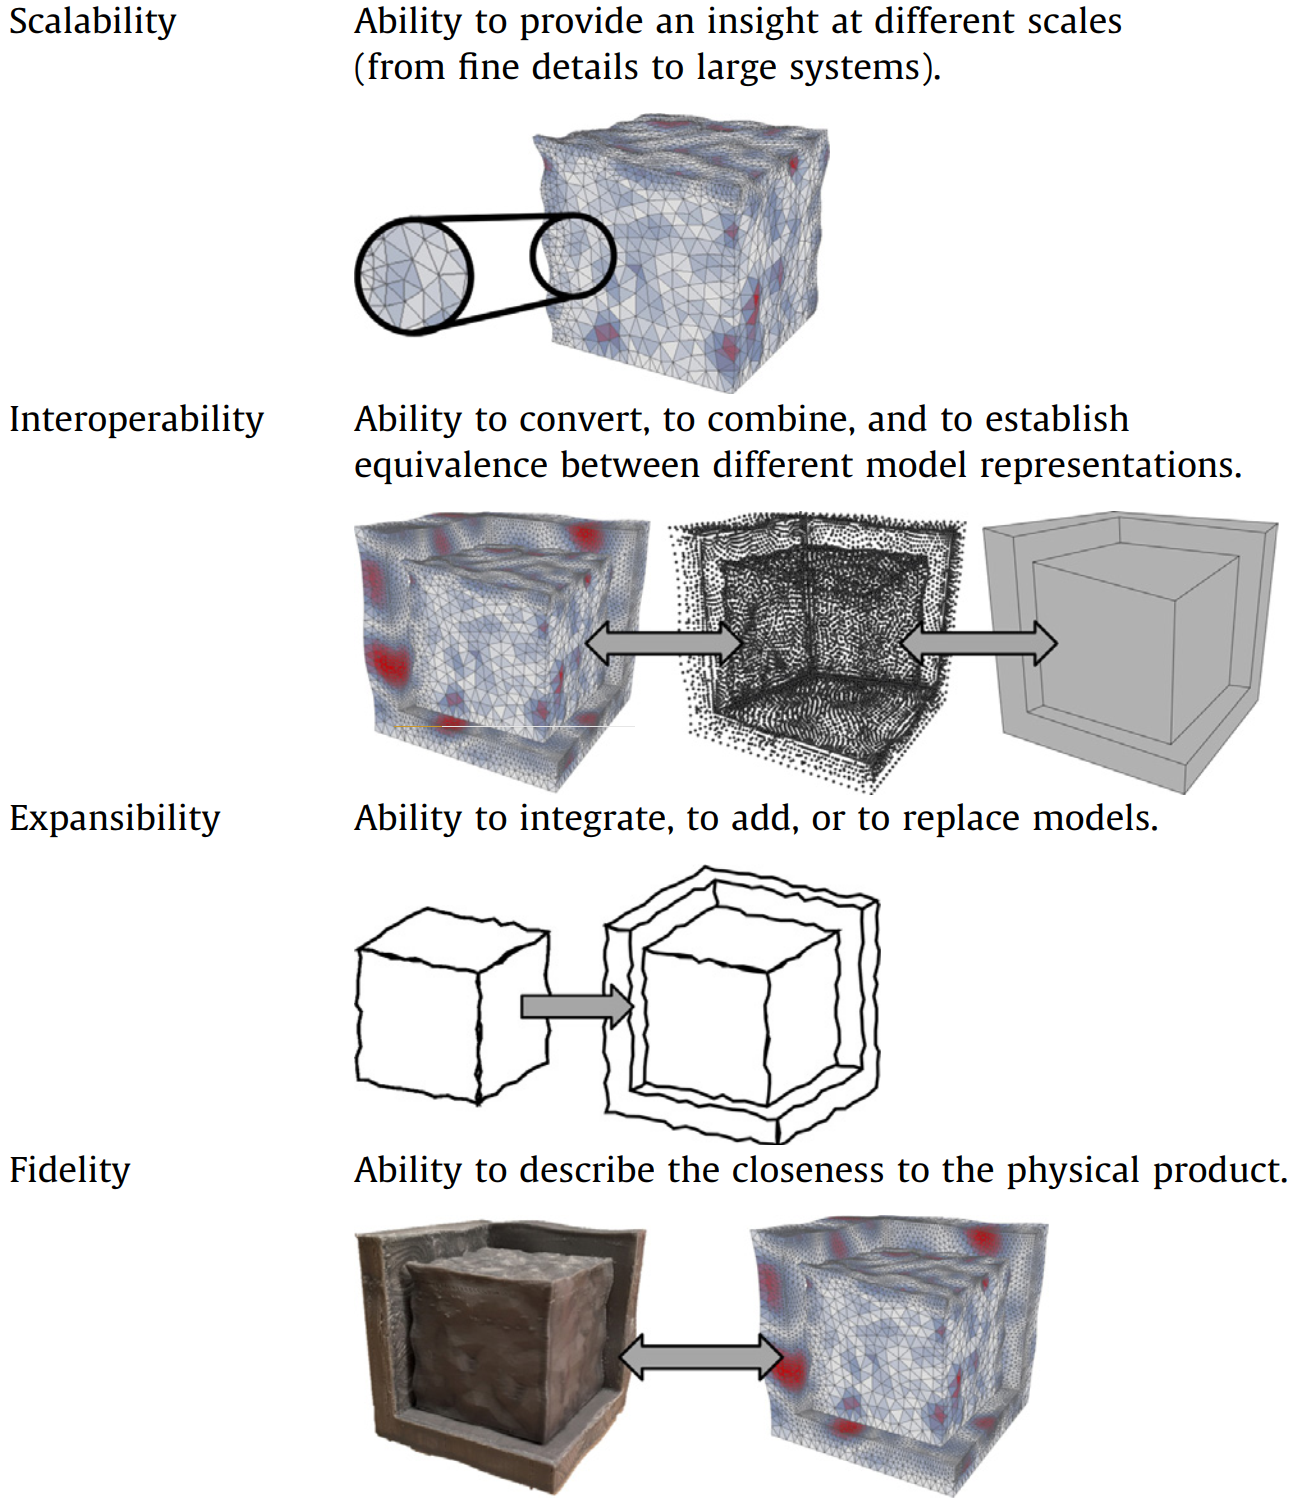 Scalability
Ability to provide an insight at different scales
(from fine details to large systems).
Interoperability
Ability to convert, to combine, and to establish
equivalence between different model representations.
Expansibility
Ability to integrate, to add, or to replace models.
Fidelity
Ability to describe the closeness to the physical product.